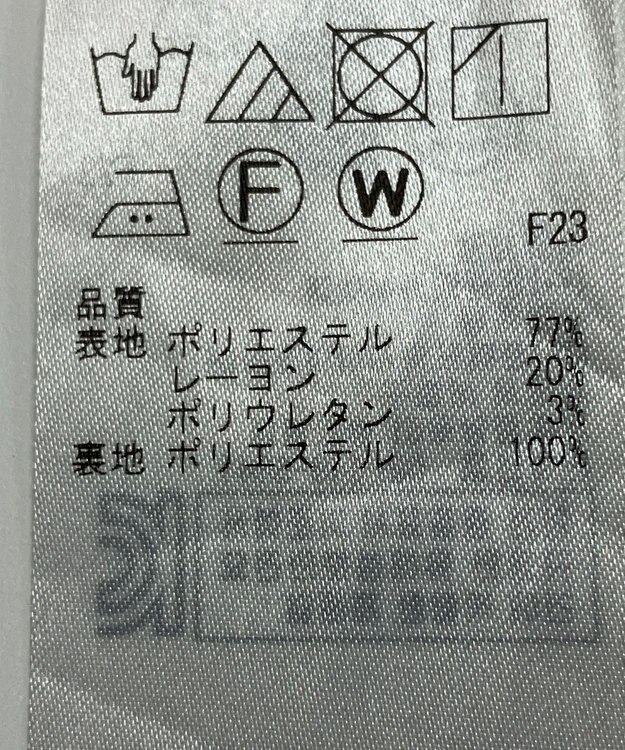 F W
F23
品質
表地 ポリエステル 77%
レーヨン 20%
ポリウレタン 3%
裏地 ポリエステル 100%